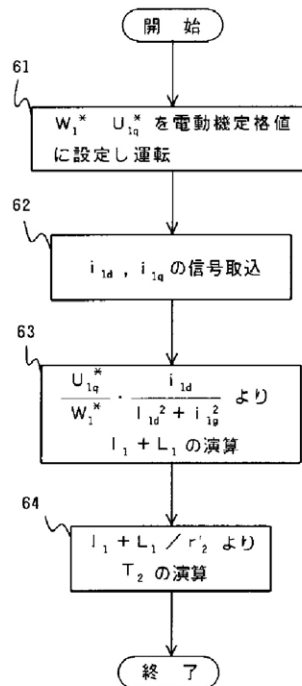 開 始
61
W₁* U₁q* を電動機定格値
に設定し運転
62
i₁d , i₁q の信号取込
63
U₁q* / W₁* · i₁d / I₁d² + i₁g² より
l₁ + L₁ の演算
64
l₁ + L₁ / r'₂ より
T₂ の演算
終 了